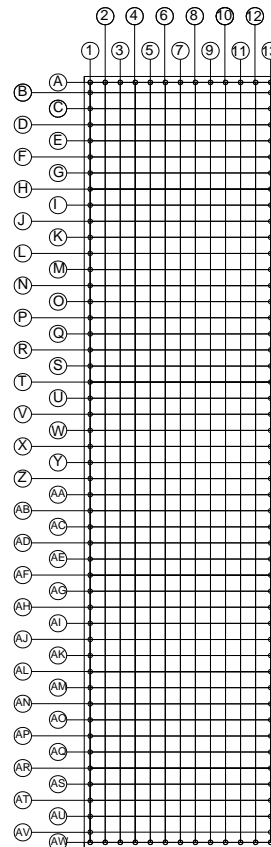 2 4 6 8 10 12
1 3 5 7 9 11 13
A
B
C
D
E
F
G
H
I
J
K
L
M
N
O
P
Q
R
S
T
U
V
W
X
Y
Z
AA
AB
AC
AD
AE
AF
AG
AH
AI
AJ
AK
AL
AM
AN
AO
AP
AQ
AR
AS
AT
AU
AV
AW